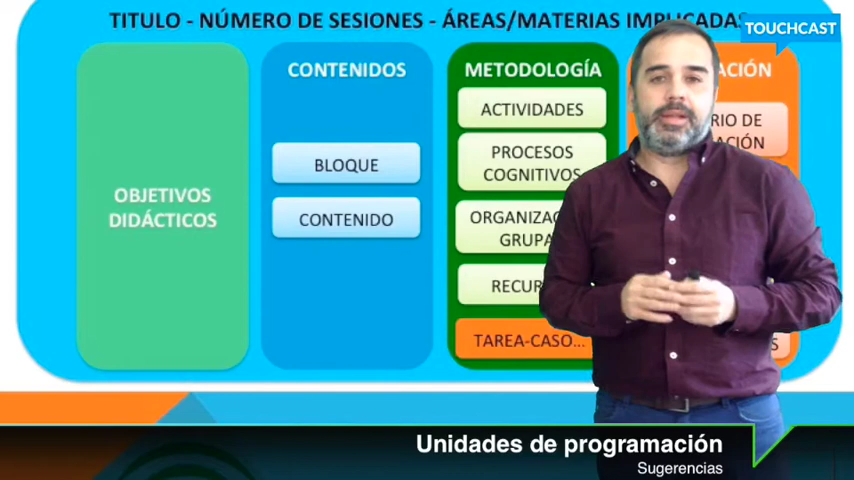 TITULO - NÚMERO DE SESIONES - ÁREAS/MATERIAS IMPLICADAS
TOUCHCAST
OBJETIVOS
DIDÁCTICOS
CONTENIDOS
BLOQUE
CONTENIDO
METODOLOGÍA
ACTIVIDADES
PROCESOS
COGNITIVOS
TAREA-CASO...
DE
Unidades de programación
Sugerencias